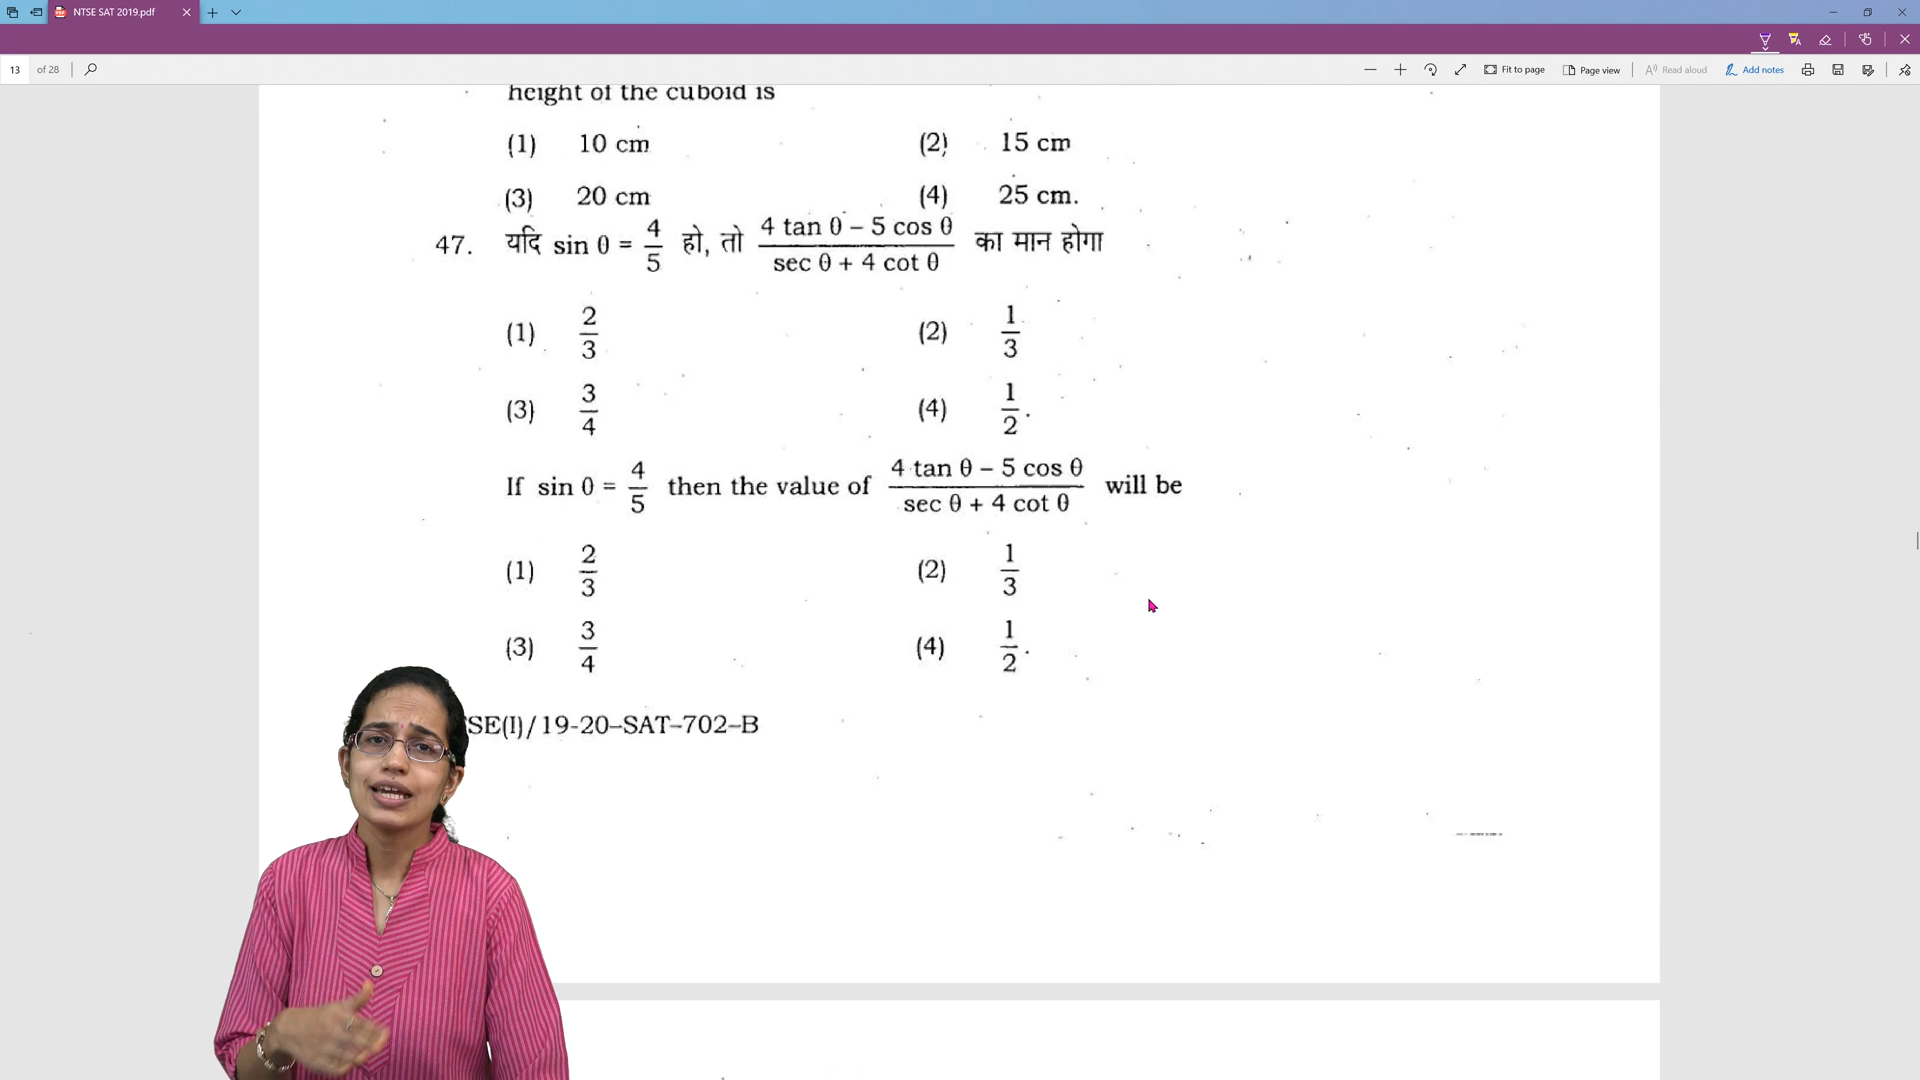 NTSE SAT 2019.pdf
13 of 28
Fit to page Page view Read aloud Add notes
height of the cuboid is
(1) 10 cm (2) 15 cm
(3) 20 cm (4) 25 cm.
47. यदि sin θ = 4/5 हो, तो (4 tan θ – 5 cos θ)/(sec θ + 4 cot θ) का मान होगा
(1) 2/3 (2) 1/3
(3) 3/4 (4) 1/2.
If sin θ = 4/5 then the value of (4 tan θ – 5 cos θ)/(sec θ + 4 cot θ) will be
(1) 2/3 (2) 1/3
(3) 3/4 (4) 1/2.
SE(I)/19-20–SAT–702–B